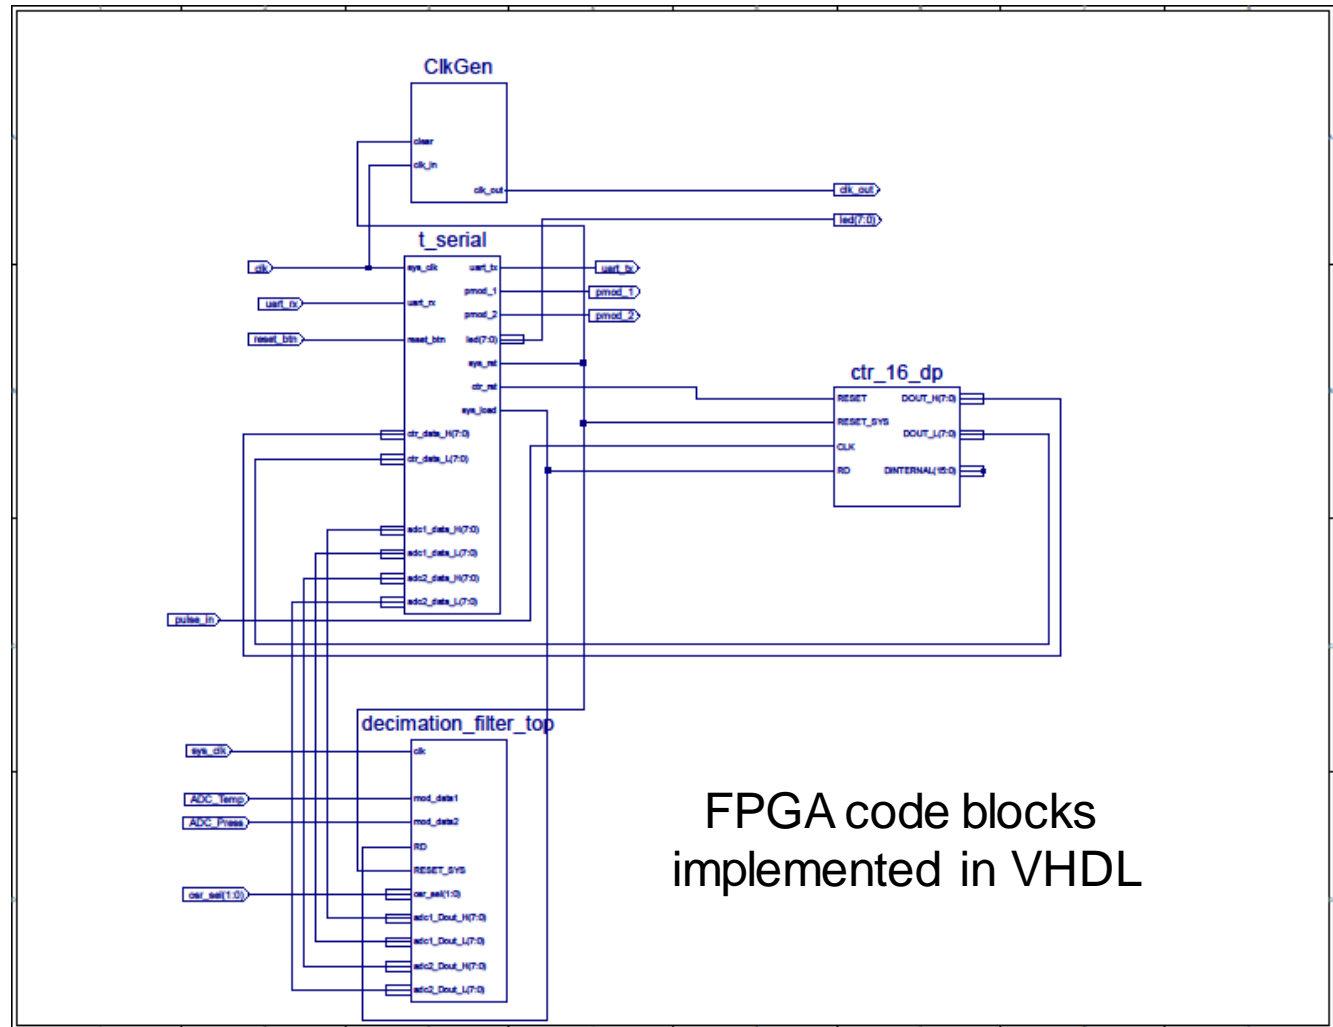 ClkGen
clear
clk_in
clk_out
clk_out
led(7:0)
t_serial
clk
sys_clk
uart_tx
uart_tx
pmod_1
pmod_1
uart_rx
uart_rx
pmod_2
pmod_2
reset_btn
reset_btn
led(7:0)
sys_rst
ctr_rst
sys_load
ctr_data_H(7:0)
ctr_data_L(7:0)
adc1_data_H(7:0)
adc1_data_L(7:0)
adc2_data_H(7:0)
adc2_data_L(7:0)
pulse_in
ctr_16_dp
RESET
DOUT_H(7:0)
RESET_SYS
DOUT_L(7:0)
CLK
RD
DINTERNAL(15:0)
decimation_filter_top
sys_clk
clk
ADC_Temp
mod_data1
ADC_Press
mod_data2
RD
RESET_SYS
osr_sel(1:0)
osr_sel(1:0)
adc1_Dout_H(7:0)
adc1_Dout_L(7:0)
adc2_Dout_H(7:0)
adc2_Dout_L(7:0)
FPGA code blocks
implemented in VHDL